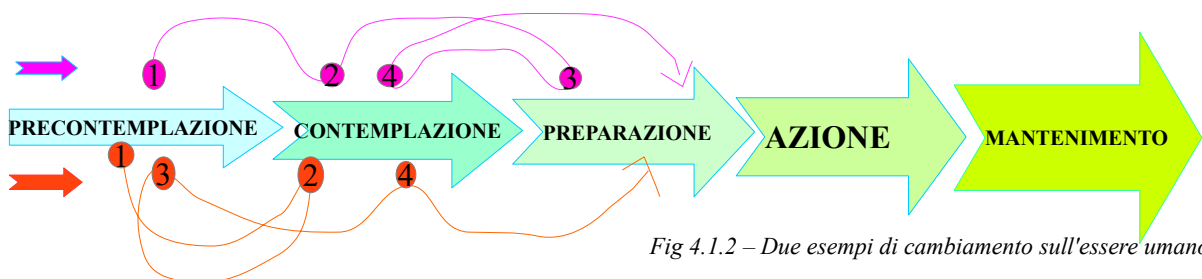 1
2
4
3
PRECONTEMPLAZIONE
CONTEMPLAZIONE
PREPARAZIONE
AZIONE
MANTENIMENTO
1
3
2
4
Fig 4.1.2 – Due esempi di cambiamento sull'essere umano